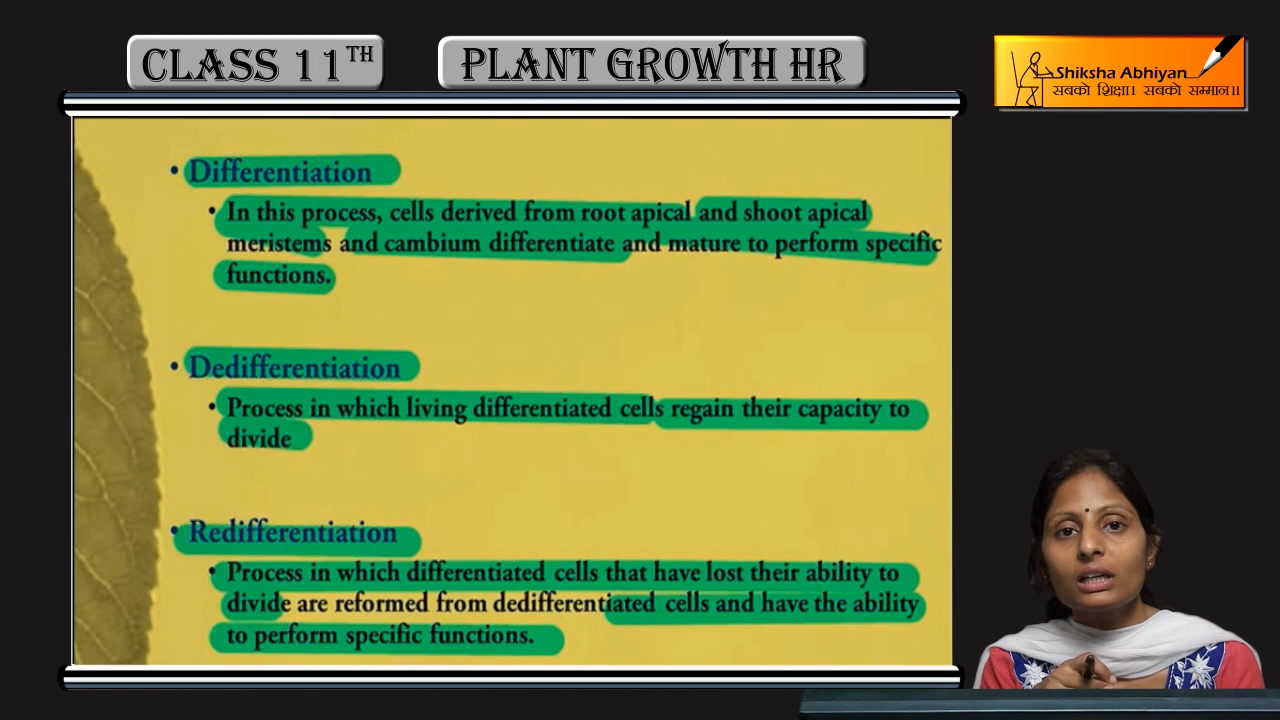 CLASS 11TH
PLANT GROWTH HR
Shiksha Abhiyan
सबको शिक्षा। सबको सम्मान॥
• Differentiation
• In this process, cells derived from root apical and shoot apical
meristems and cambium differentiate and mature to perform specific
functions.
• Dedifferentiation
• Process in which living differentiated cells regain their capacity to
divide
• Redifferentiation
• Process in which differentiated cells that have lost their ability to
divide are reformed from dedifferentiated cells and have the ability
to perform specific functions.